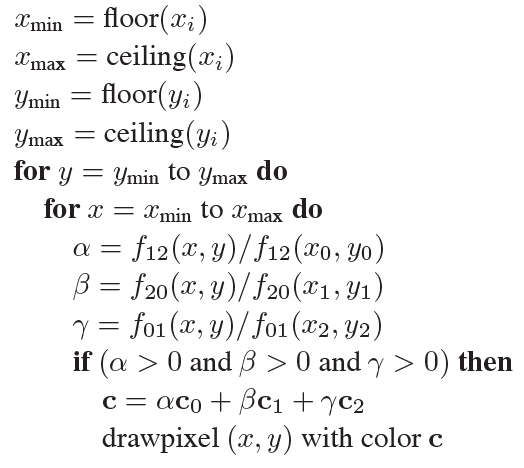 x_min = floor(x_i)
x_max = ceiling(x_i)
y_min = floor(y_i)
y_max = ceiling(y_i)
for y = y_min to y_max do
for x = x_min to x_max do
α = f_12(x, y)/f_12(x_0, y_0)
β = f_20(x, y)/f_20(x_1, y_1)
γ = f_01(x, y)/f_01(x_2, y_2)
if (α > 0 and β > 0 and γ > 0) then
c = αc_0 + βc_1 + γc_2
drawpixel (x, y) with color c